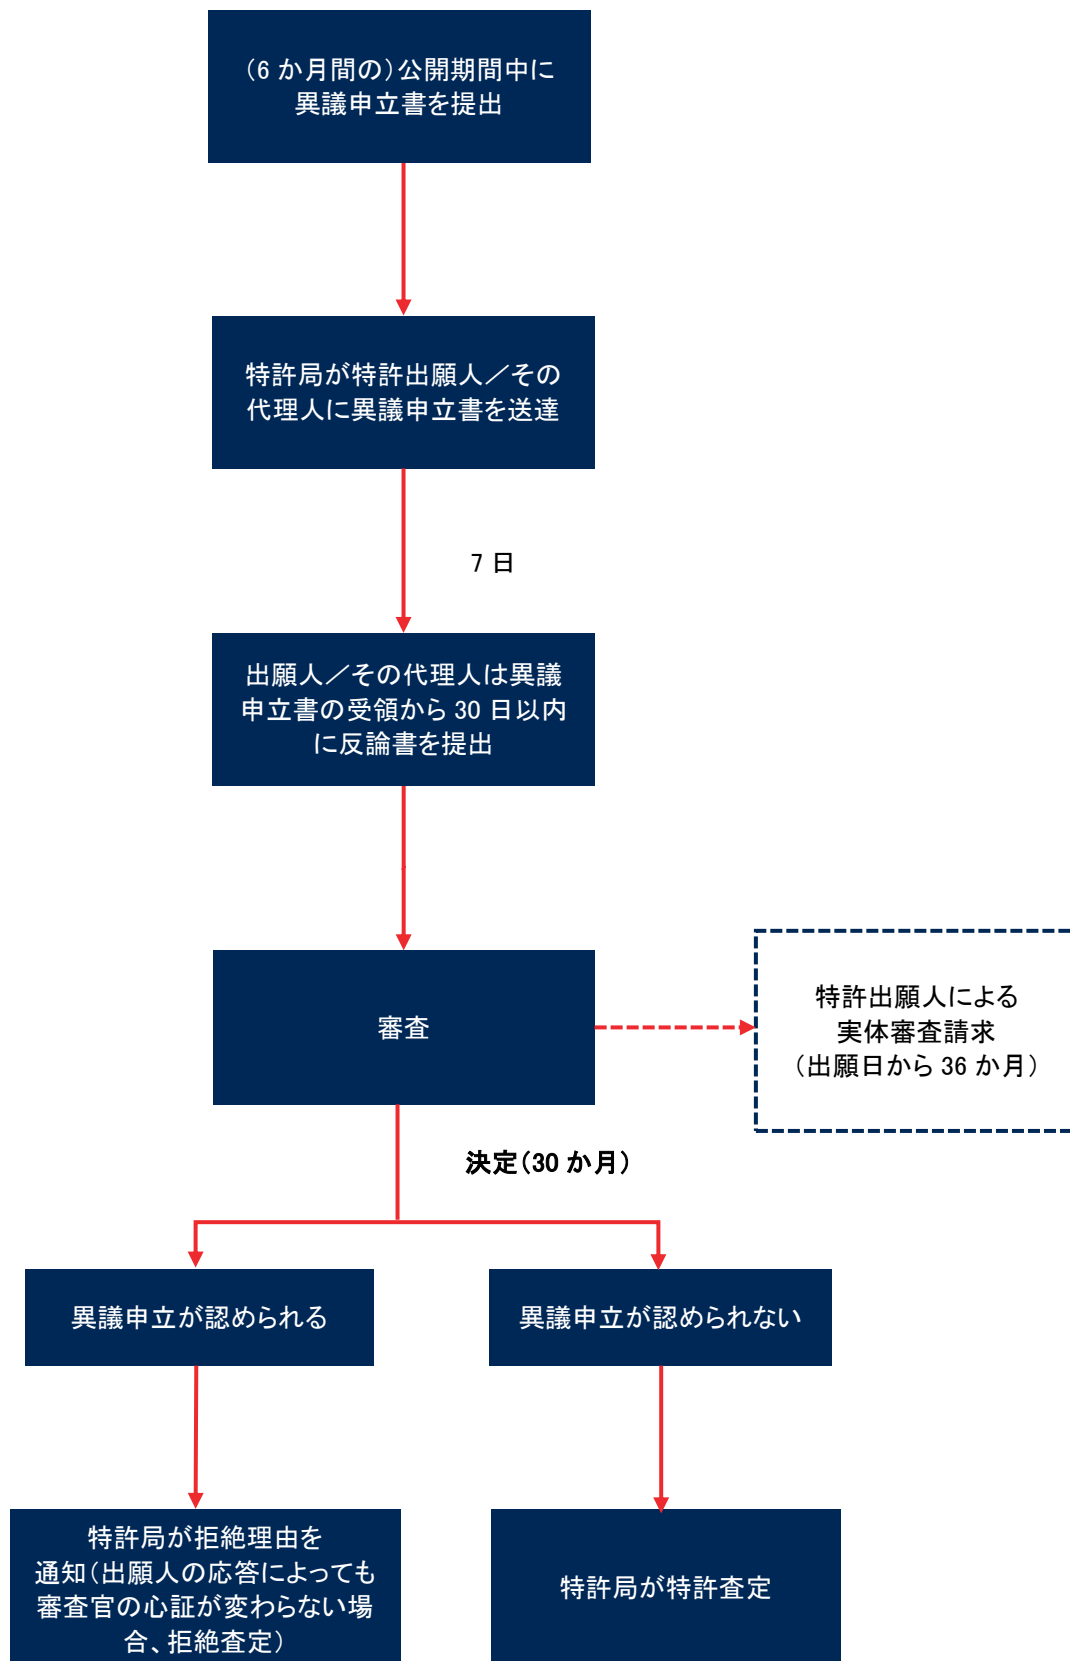 （6 か月間の）公開期間中に
異議申立書を提出
特許局が特許出願人／その
代理人に異議申立書を送達
7 日
出願人／その代理人は異議
申立書の受領から 30 日以内
に反論書を提出
審査
特許出願人による
実体審査請求
（出願日から 36 か月）
決定（30 か月）
異議申立が認められる
異議申立が認められない
特許局が拒絶理由を
通知（出願人の応答によっても
審査官の心証が変わらない場
合、拒絶査定）
特許局が特許査定